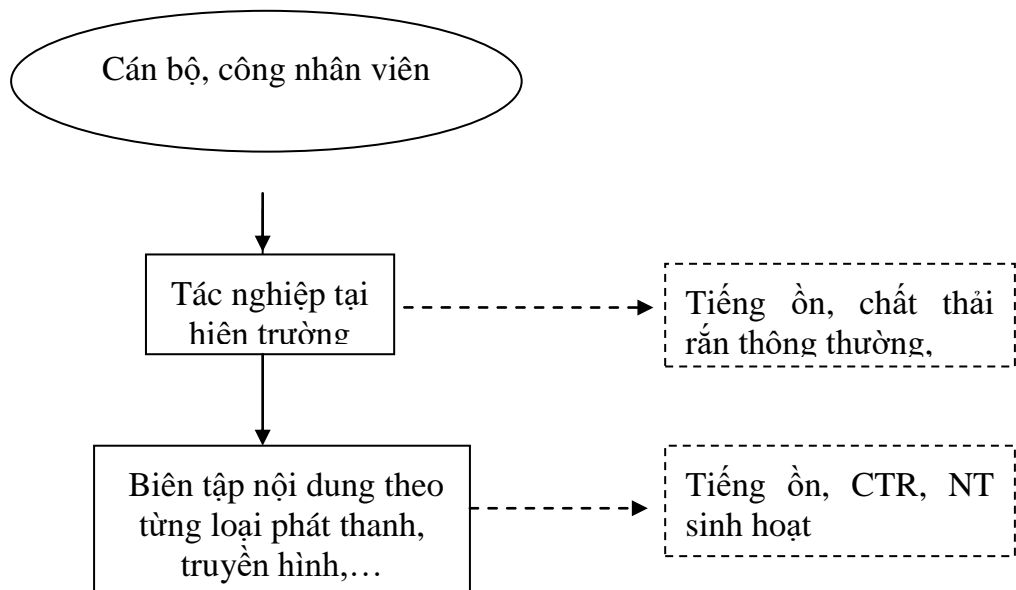 Cán bộ, công nhân viên
Tác nghiệp tại
hiện trường
Tiếng ồn, chất thải
rắn thông thường,
Biên tập nội dung theo
từng loại phát thanh,
truyền hình,…
Tiếng ồn, CTR, NT
sinh hoạt